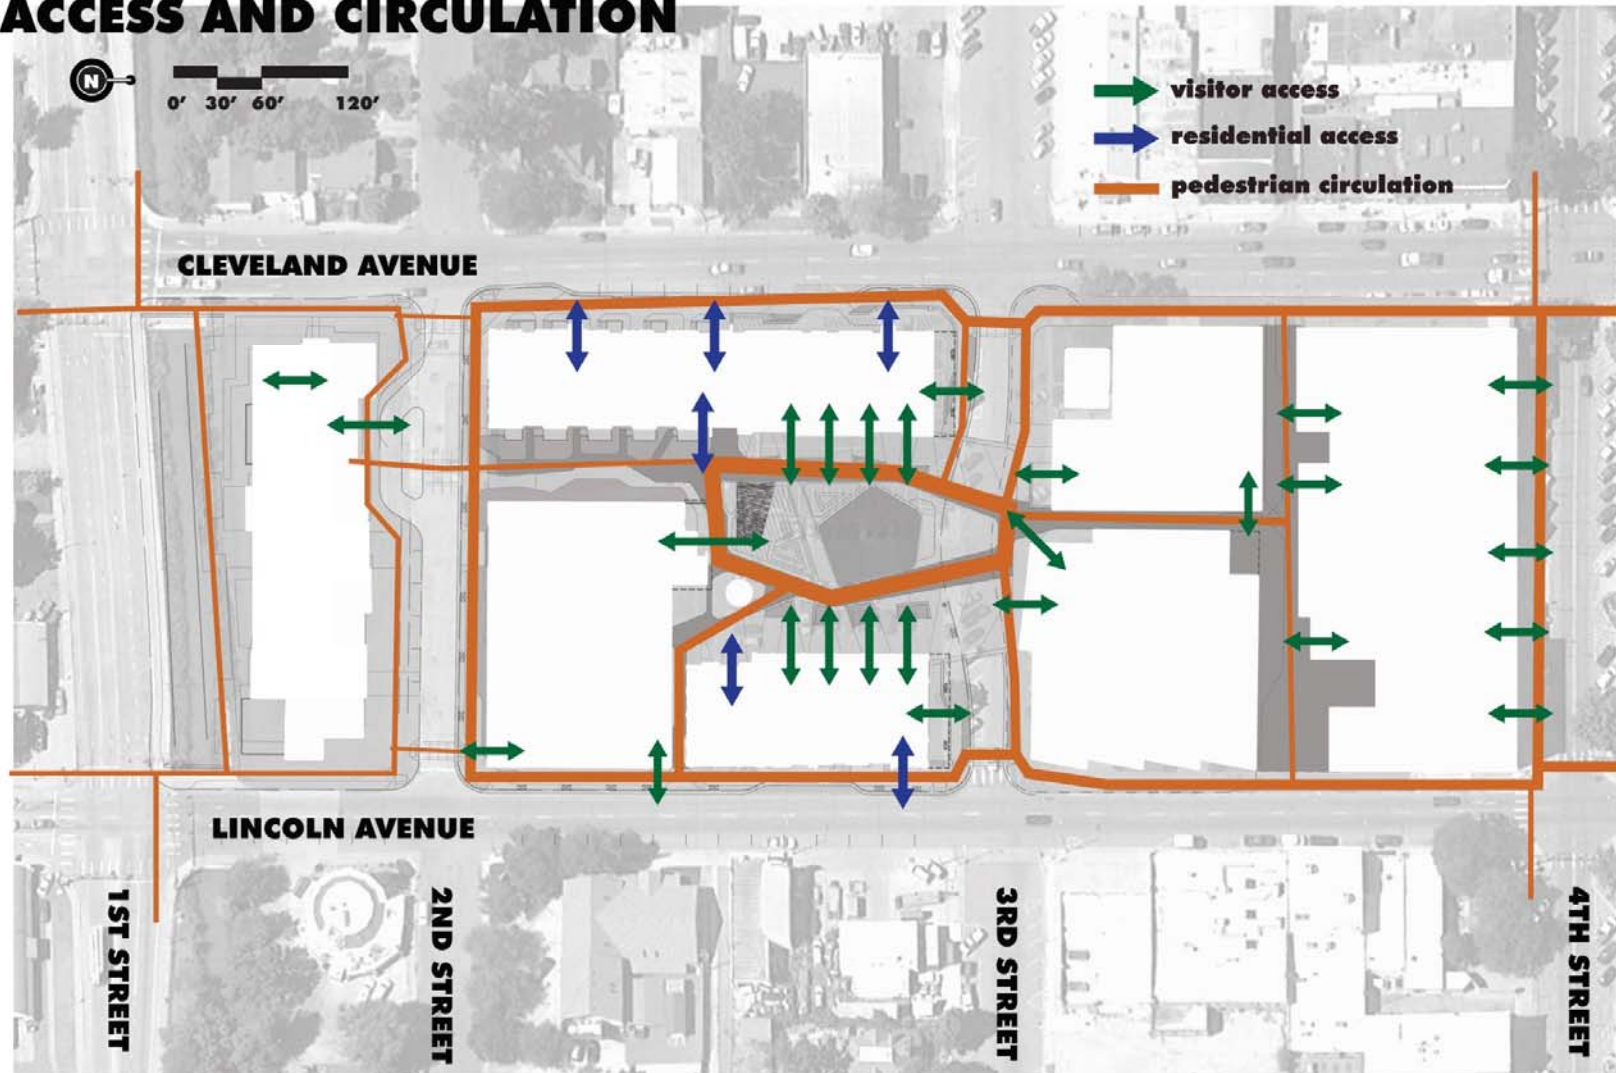 ACCESS AND CIRCULATION
N
0' 30' 60' 120'
visitor access
residential access
pedestrian circulation
CLEVELAND AVENUE
LINCOLN AVENUE
1ST STREET
2ND STREET
3RD STREET
4TH STREET